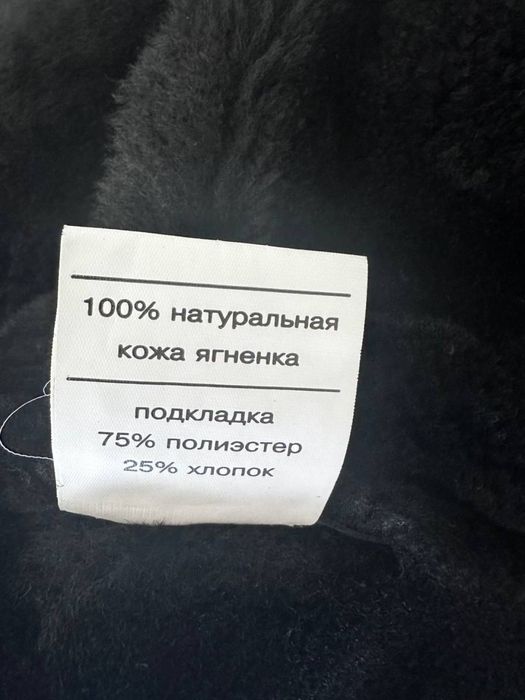 100% натуральная
кожа ягненка
подкладка
75% полиэстер
25% хлопок